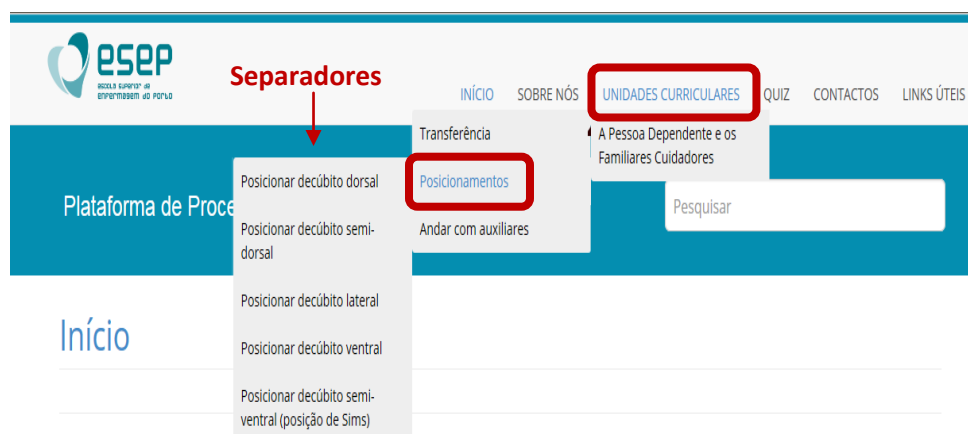 esep
escola superior de
enfermagem do porto
Separadores
INÍCIO SOBRE NÓS UNIDADES CURRICULARES QUIZ CONTACTOS LINKS ÚTEIS
Transferência
Posicionamentos
Andar com auxiliares
A Pessoa Dependente e os
Familiares Cuidadores
Posicionar decúbito dorsal
Posicionar decúbito semi-
dorsal
Posicionar decúbito lateral
Posicionar decúbito ventral
Posicionar decúbito semi-
ventral (posição de Sims)
Plataforma de Proce
Pesquisar
Início